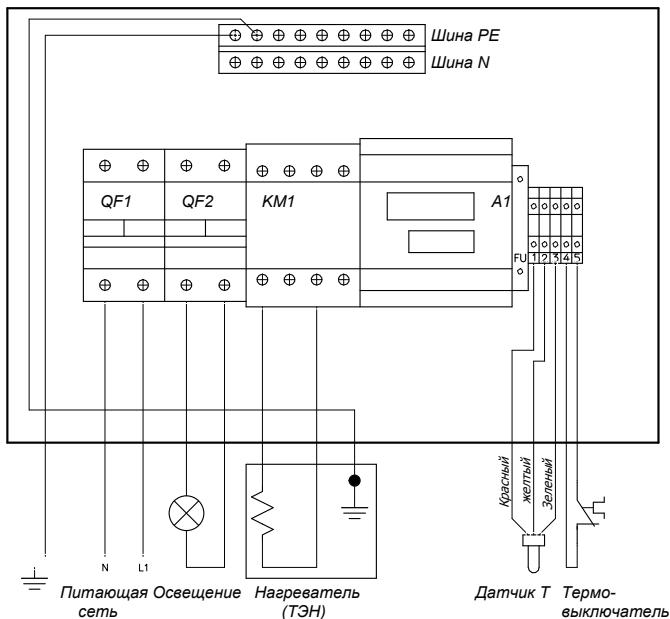 Шина PE
Шина N
QF1
QF2
KM1
A1
FU 1 2 3 4 5
Красный
желтый
Зеленый
N
L1
Питающая сеть
Освещение
Нагреватель
(ТЭН)
Датчик Т
Термо-
выключатель